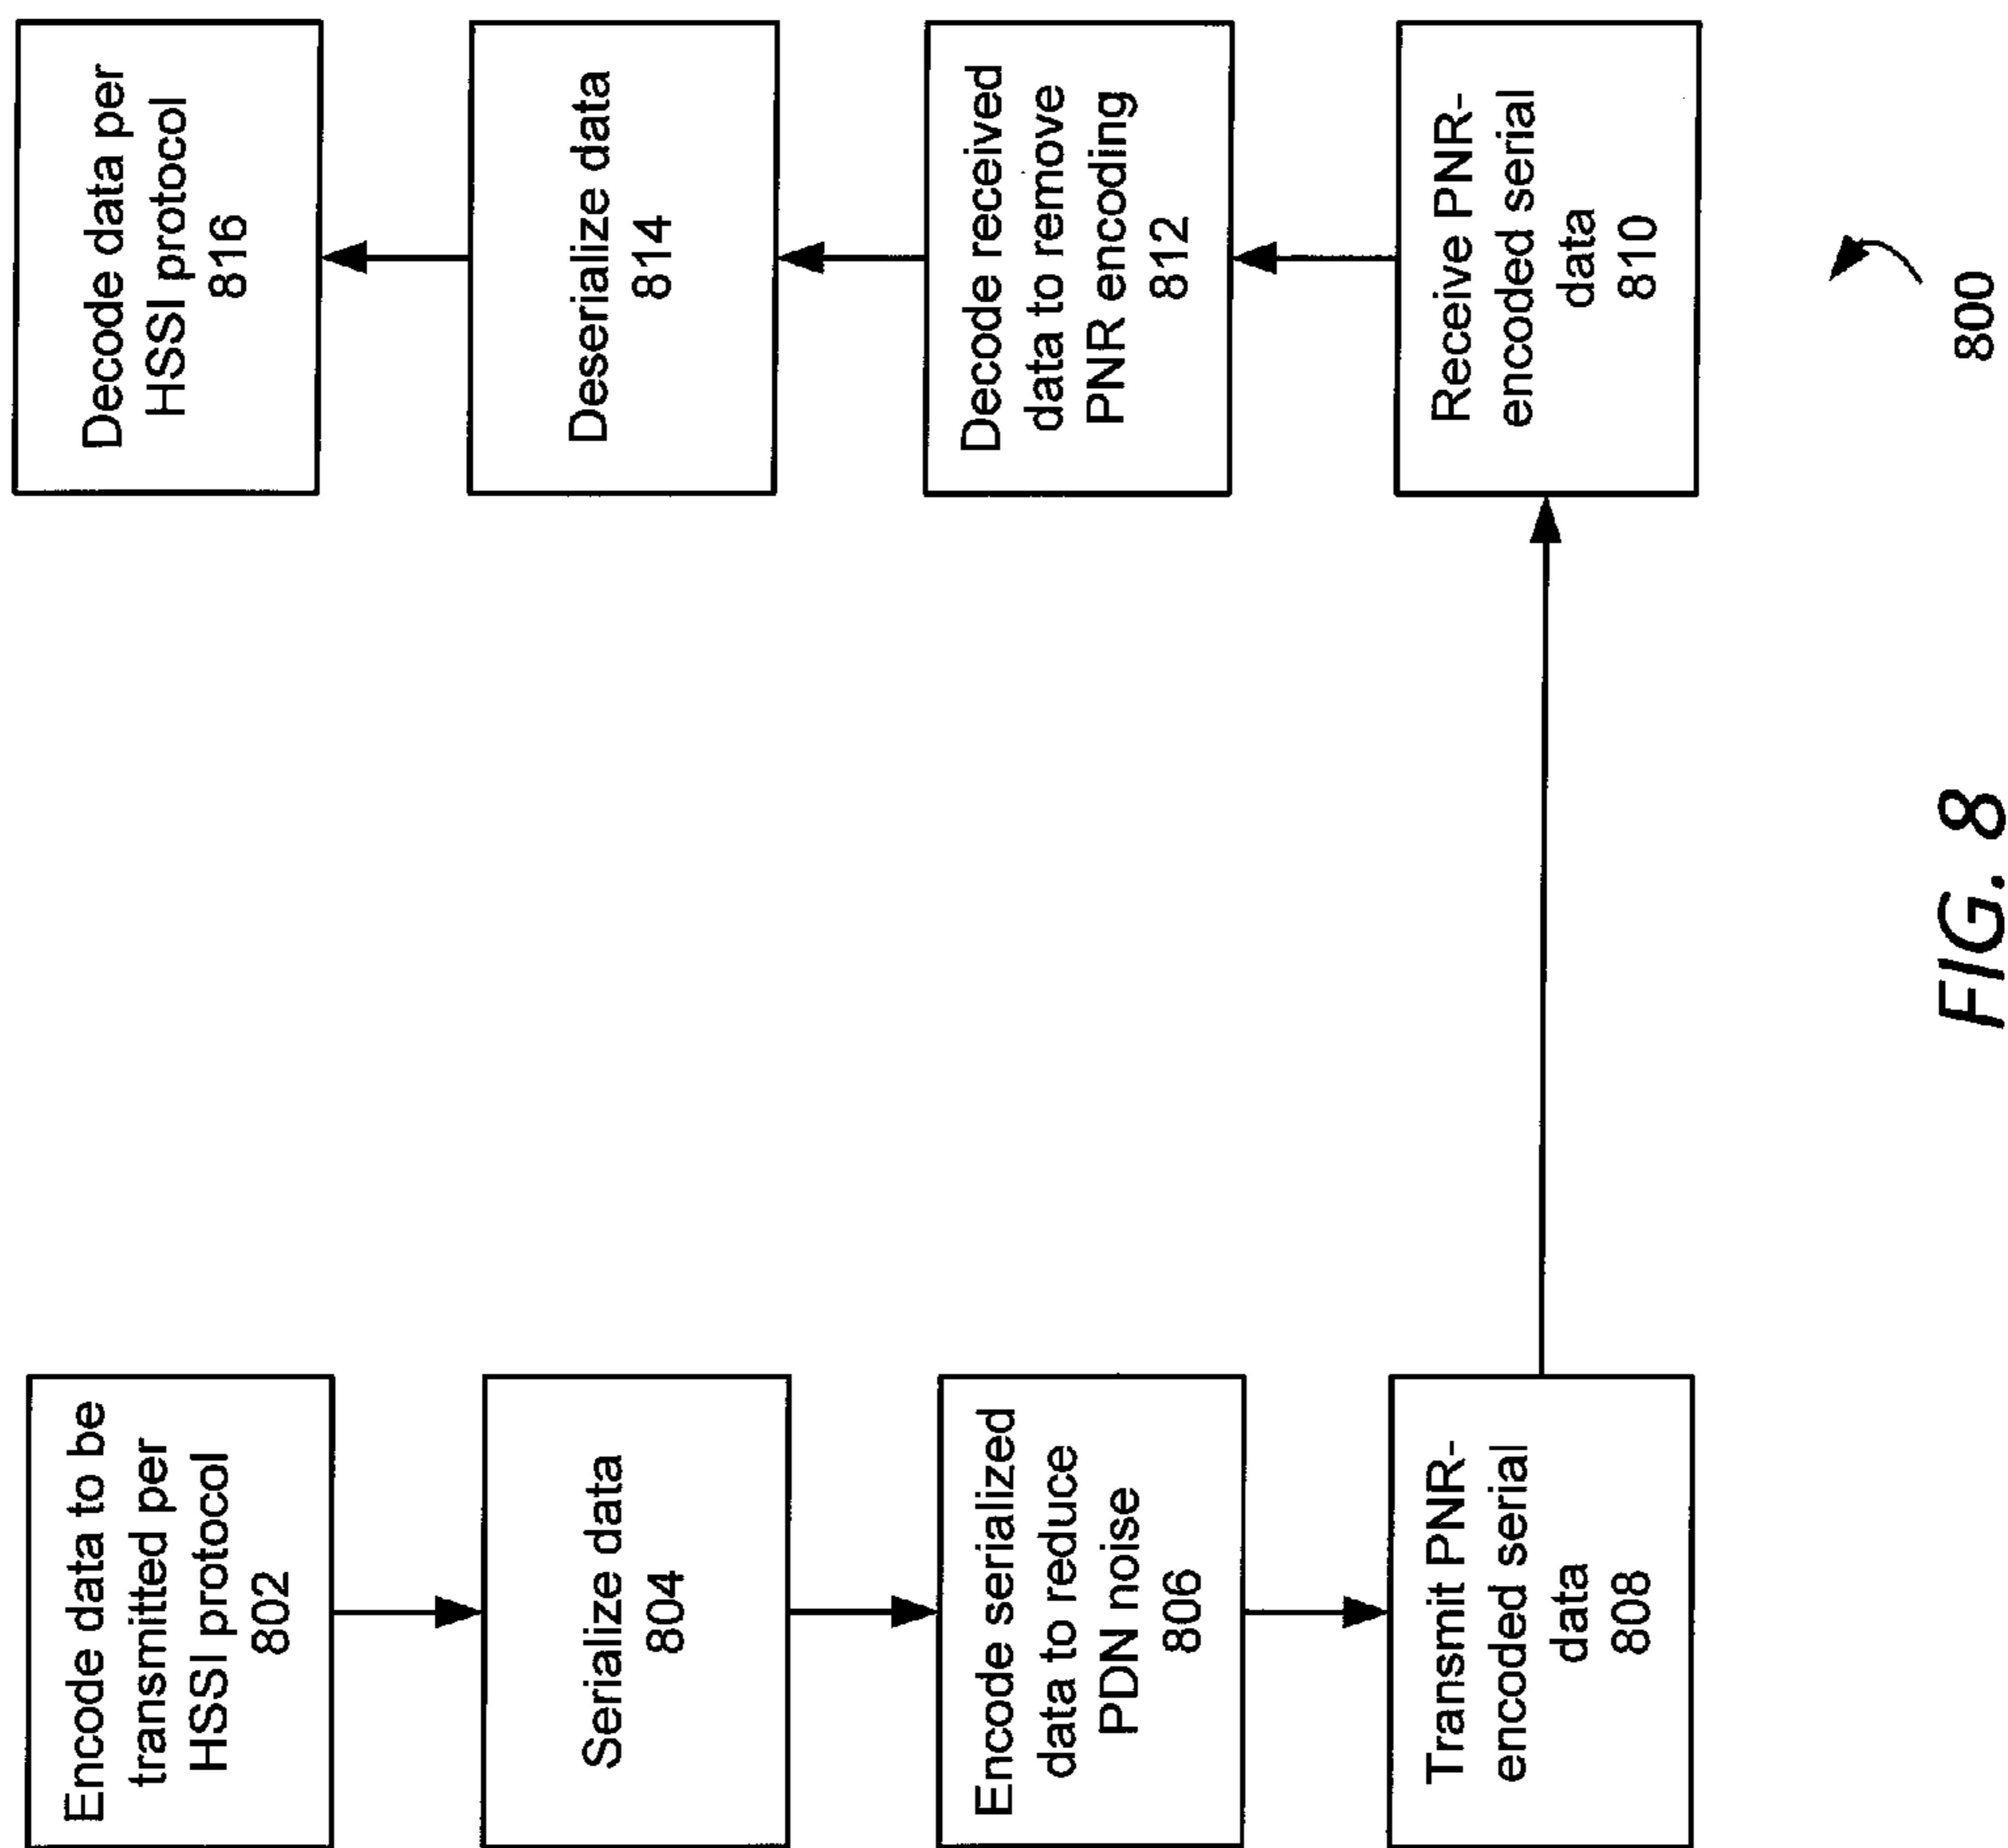 Encode data to be
transmitted per
HSSI protocol
802
Serialize data
804
Encode serialized
data to reduce
PDN noise
806
Transmit PNR-
encoded serial
data
808
Receive PNR-
encoded serial
data
810
Decode received
data to remove
PNR encoding
812
Deserialize data
814
Decode data per
HSSI protocol
816
800
FIG. 8